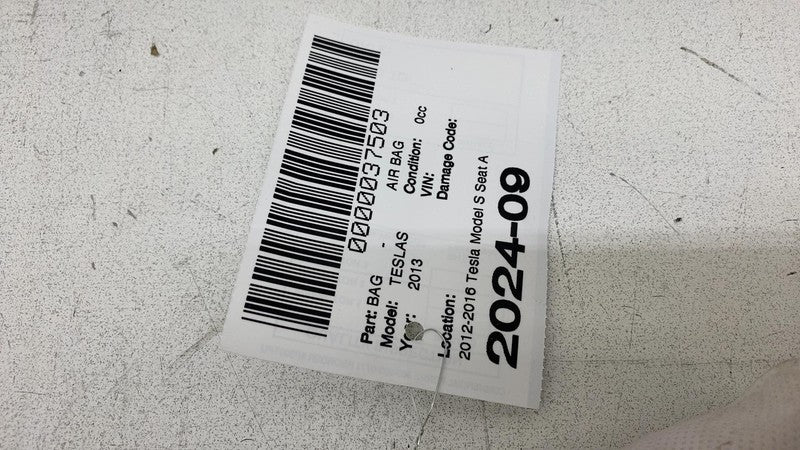 0000037503
Part: BAG - AIR BAG
Model: TESLAS Condition: 0cc
Year: 2013 VIN:
Damage Code:
Location:
2012-2016 Tesla Model S Seat A
2024-09